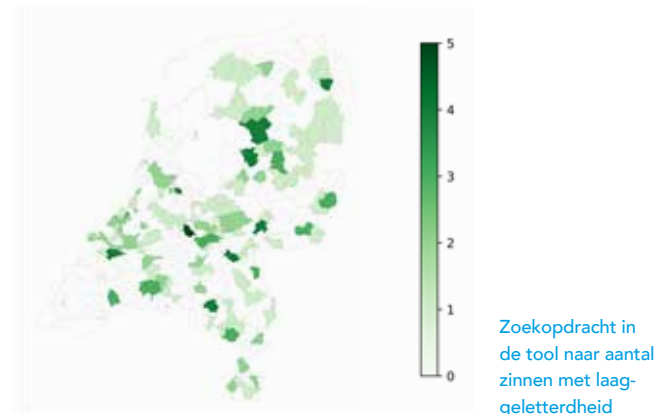 5
4
3
2
1
0
Zoekopdracht in
de tool naar aantal
zinnen met laag-
geletterdheid